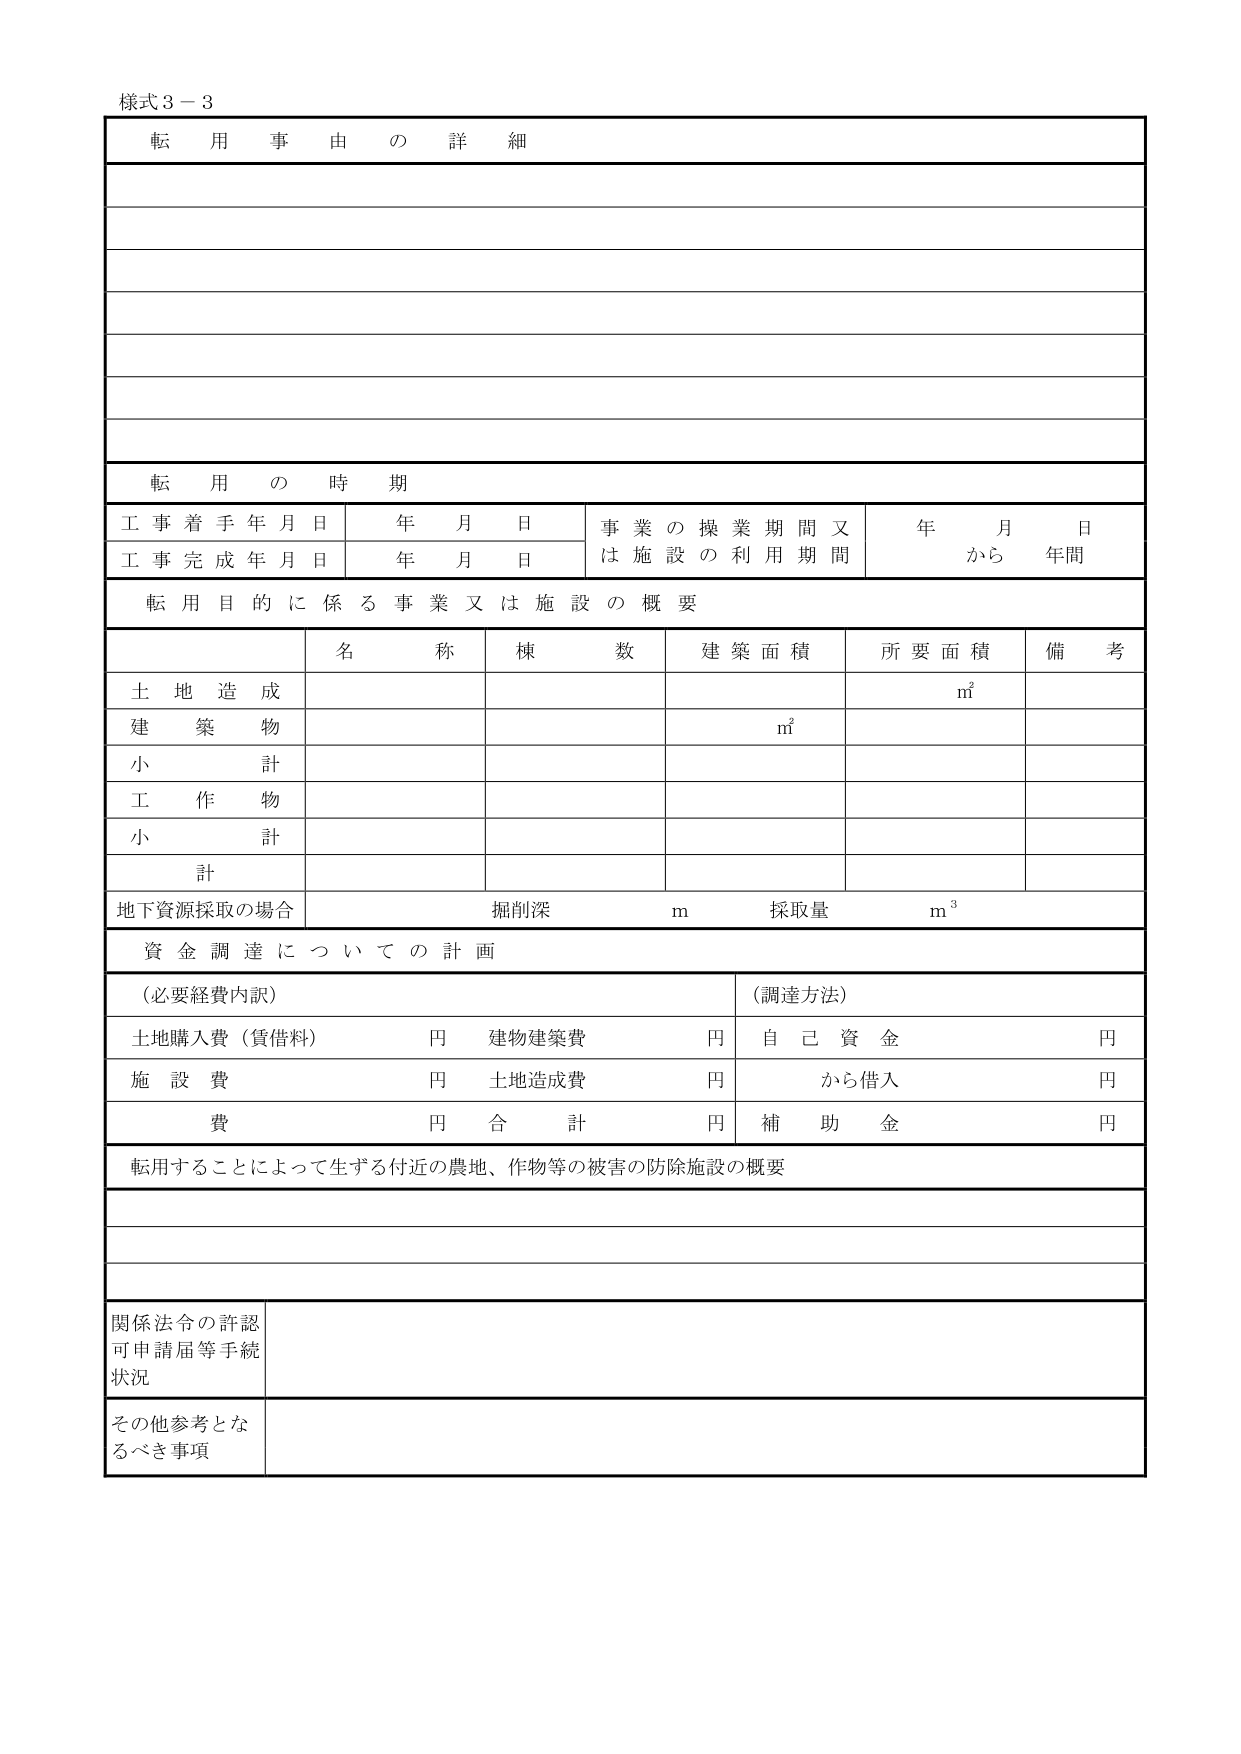 様式３－３
転用事由の詳細
転用の時期
工事着手年月日 年 月 日 事業の操業期間又は施設の利用期間 年 月 日から 年間
工事完成年月日 年 月 日
転用目的に係る事業又は施設の概要
名称 棟数 建築面積 所要面積 備考
土地造成 ㎡
建築物 ㎡
小計
工作物
小計
計
地下資源採取の場合 掘削深 ｍ 採取量 ｍ³
資金調達についての計画
（必要経費内訳） （調達方法）
土地購入費（賃借料） 円 建物建築費 円 自己資金 円
施設費 円 土地造成費 円 から借入 円
費 円 合計 円 補助金 円
転用することによって生ずる付近の農地、作物等の被害の防除施設の概要
関係法令の許認
可申請届等手続
状況
その他参考とな
るべき事項